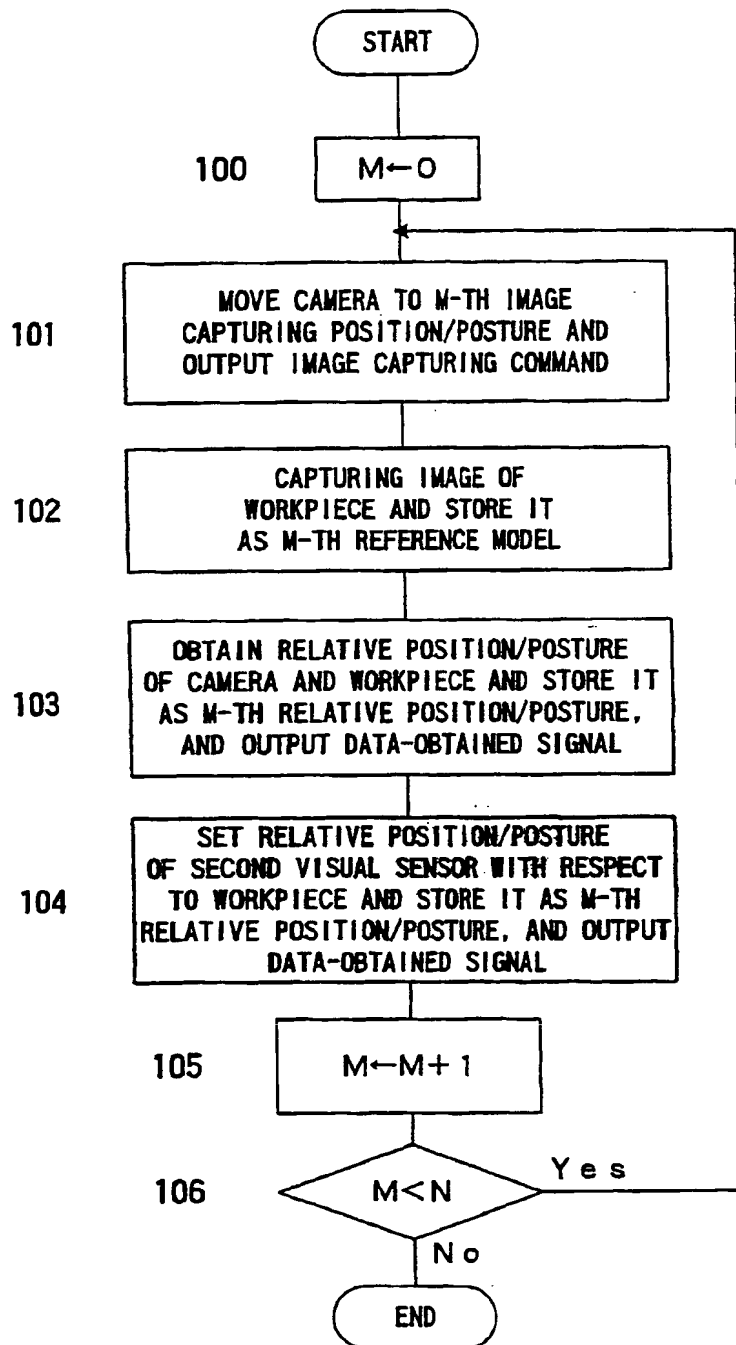 START
100
M←0
101
MOVE CAMERA TO M-TH IMAGE
CAPTURING POSITION/POSTURE AND
OUTPUT IMAGE CAPTURING COMMAND
102
CAPTURING IMAGE OF
WORKPIECE AND STORE IT
AS M-TH REFERENCE MODEL
103
OBTAIN RELATIVE POSITION/POSTURE
OF CAMERA AND WORKPIECE AND STORE IT
AS M-TH RELATIVE POSITION/POSTURE,
AND OUTPUT DATA-OBTAINED SIGNAL
104
SET RELATIVE POSITION/POSTURE
OF SECOND VISUAL SENSOR WITH RESPECT
TO WORKPIECE AND STORE IT AS M-TH
RELATIVE POSITION/POSTURE, AND OUTPUT
DATA-OBTAINED SIGNAL
105
M←M+1
106
M<N
Yes
No
END